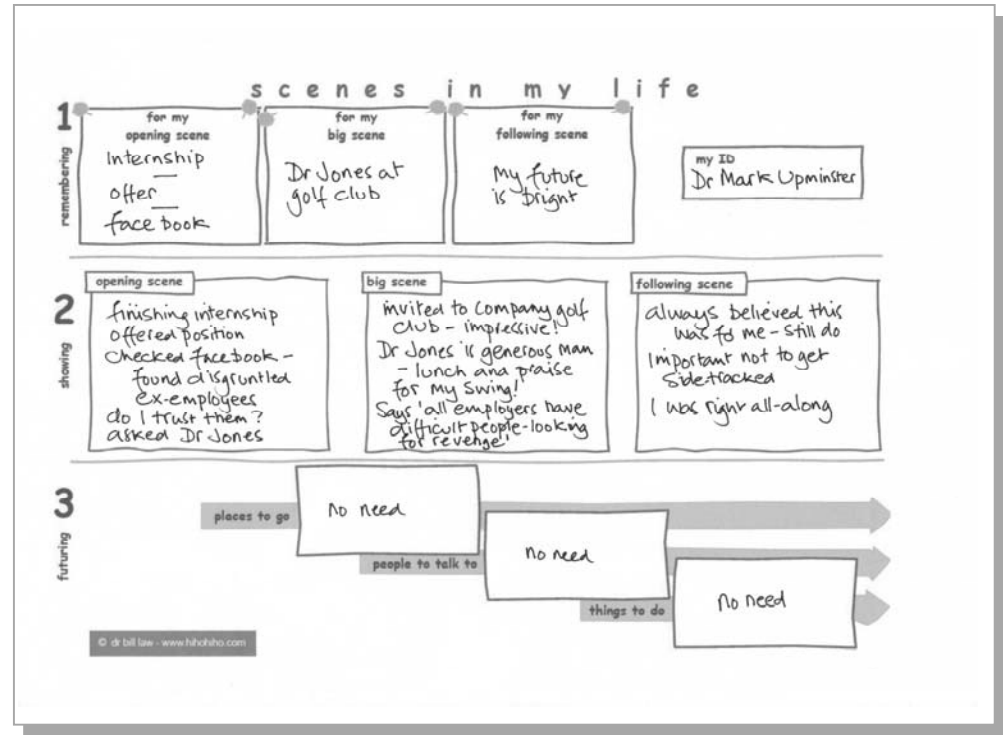 scenes in my life
1
remembering
for my
opening scene
Internship
offer
facebook
for my
big scene
Dr Jones at
golf club
for my
following scene
My future
is bright
my ID
Dr Mark Upminster
2
showing
opening scene
finishing internship
offered position
checked facebook -
found disgruntled
ex-employees
do I trust them?
asked Dr Jones
big scene
invited to company golf
club - impressive!
Dr Jones is generous man
- lunch and praise
for my swing!
Says 'all employers have
difficult people - looking
for revenge'
following scene
always believed this
was for me - still do
Important not to get
sidetracked
I was right all-along
3
futuring
places to go
no need
people to talk to
no need
things to do
no need
© dr bill law - www.hihohiho.com